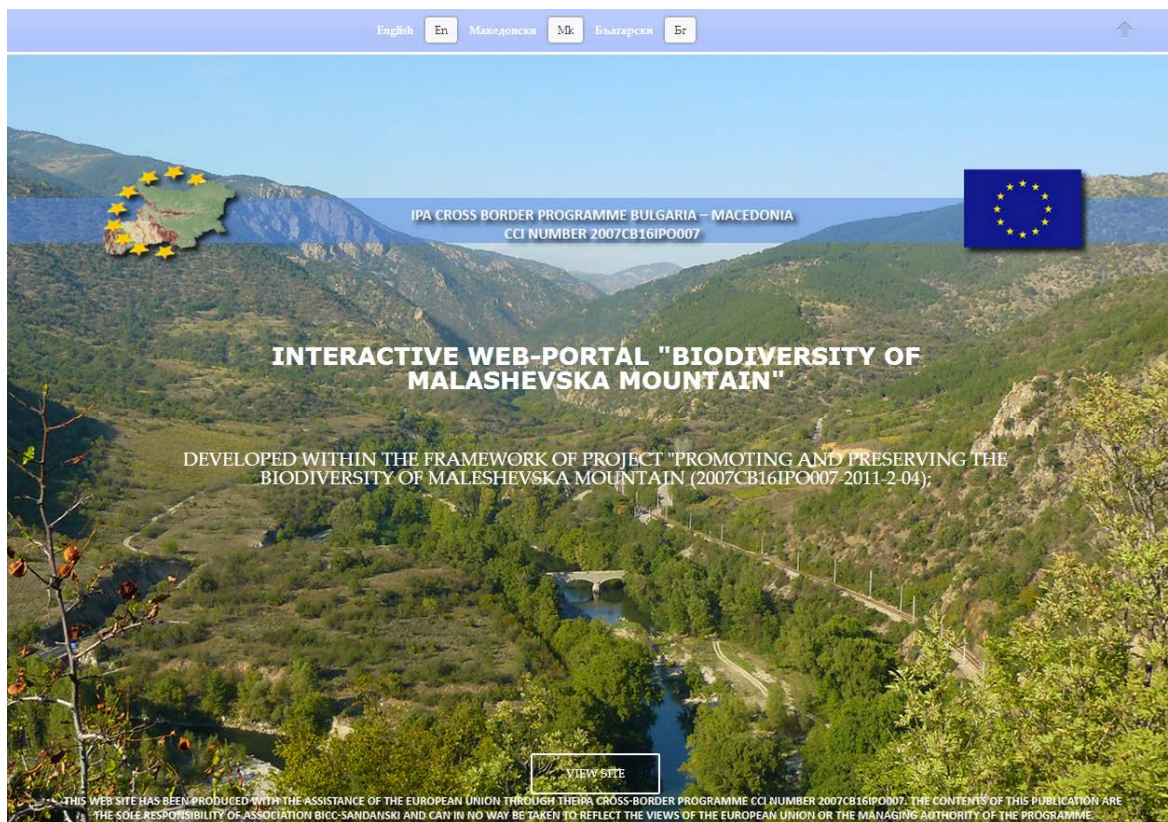 English En Македонски Mk Български Бг
IPA CROSS BORDER PROGRAMME BULGARIA – MACEDONIA
CCI NUMBER 2007CB16IPO007
INTERACTIVE WEB-PORTAL "BIODIVERSITY OF
MALASHEVSKA MOUNTAIN"
DEVELOPED WITHIN THE FRAMEWORK OF PROJECT "PROMOTING AND PRESERVING THE
BIODIVERSITY OF MALESHEVSKA MOUNTAIN (2007CB16IPO007-2011-2-04);
VIEW SITE
THIS WEB SITE HAS BEEN PRODUCED WITH THE ASSISTANCE OF THE EUROPEAN UNION THROUGH THEIPA CROSS-BORDER PROGRAMME CCI NUMBER 2007CB16IPO007. THE CONTENTS OF THIS PUBLICATION ARE
THE SOLE RESPONSIBILITY OF ASSOCIATION BICC-SANDANSKI AND CAN IN NO WAY BE TAKEN TO REFLECT THE VIEWS OF THE EUROPEAN UNION OR THE MANAGING AUTHORITY OF THE PROGRAMME.